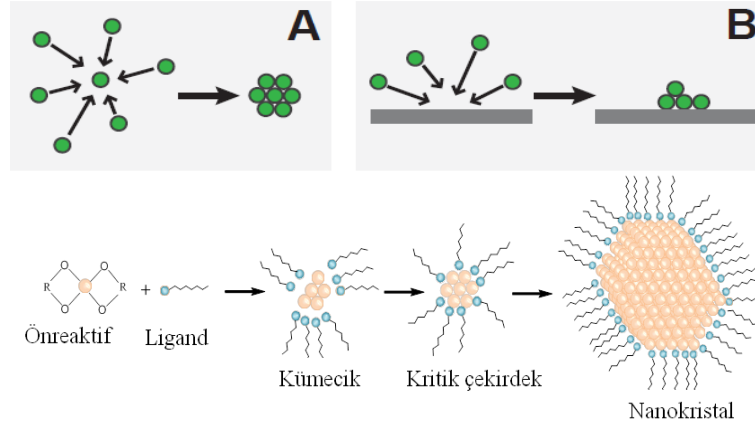 A
B
O
O
R
R
O
O
+
Önreaktif
Ligand
Kümecik
Kritik çekirdek
Nanokristal